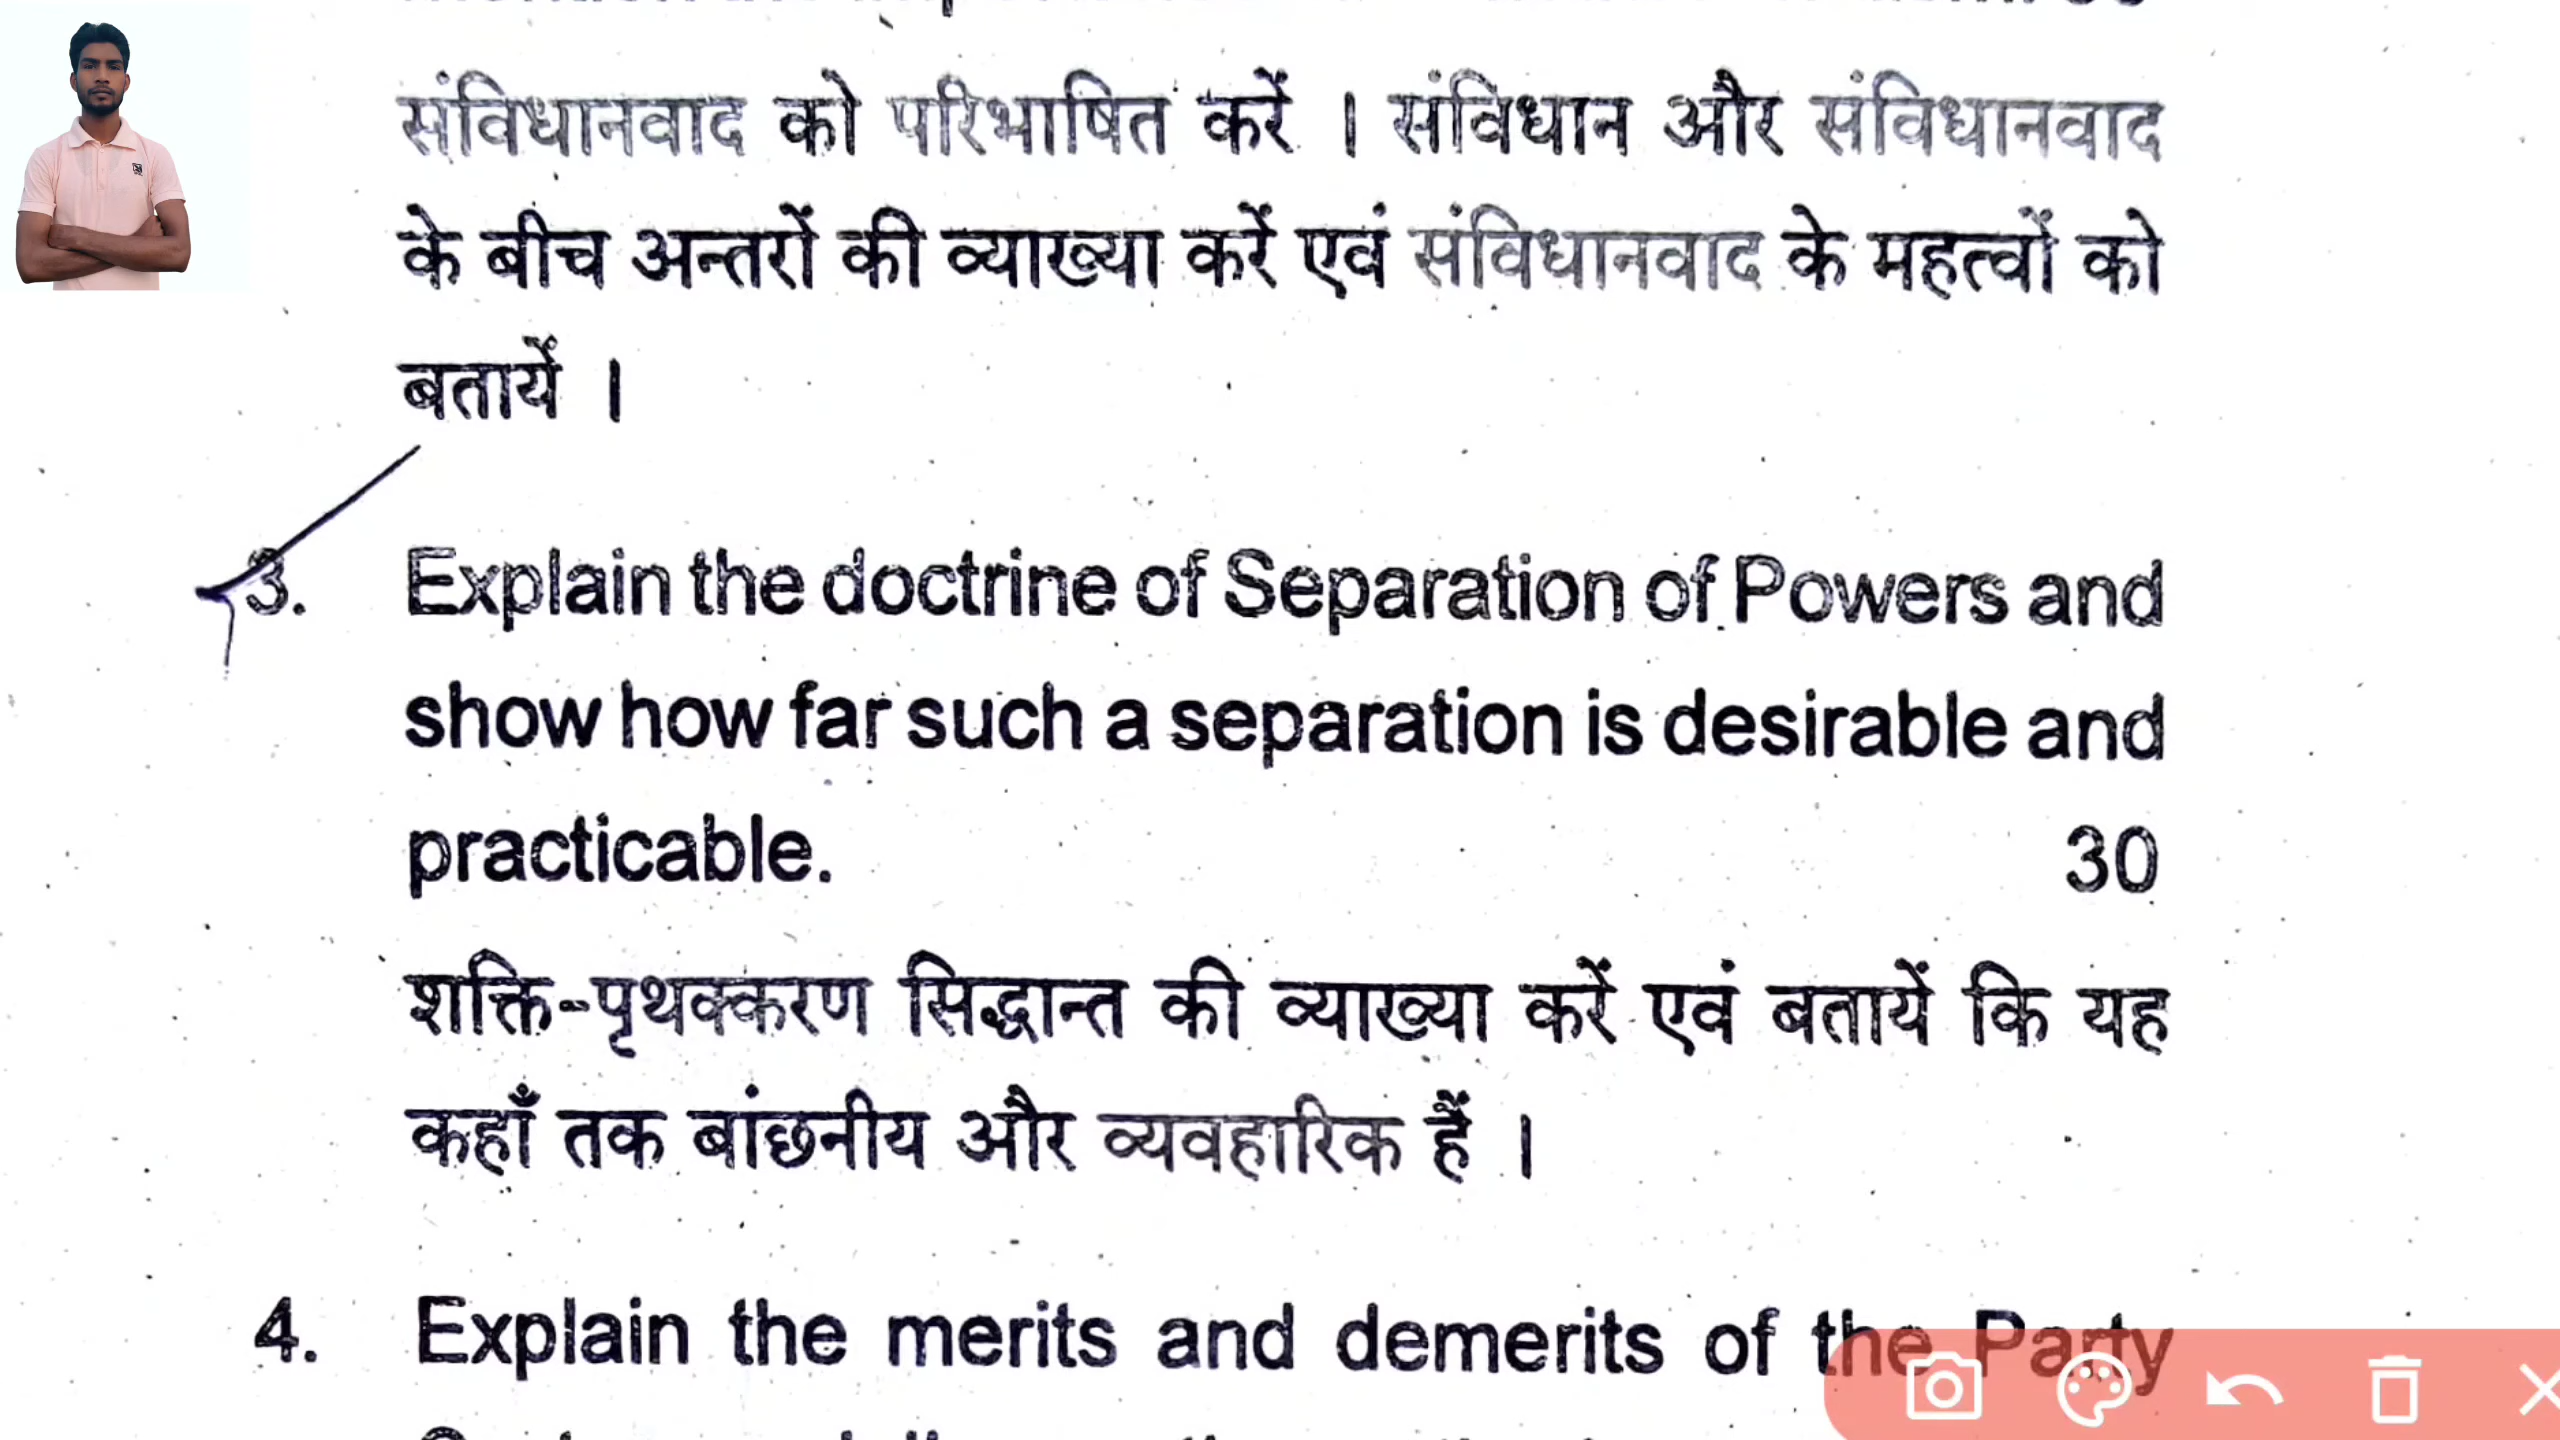 संविधानवाद को परिभाषित करें । संविधान और संविधानवाद
के बीच अन्तरों की व्याख्या करें एवं संविधानवाद के महत्वों को
बतायें ।
3. Explain the doctrine of Separation of Powers and
show how far such a separation is desirable and
practicable. 30
शक्ति-पृथक्करण सिद्धान्त की व्याख्या करें एवं बतायें कि यह
कहाँ तक बांछनीय और व्यवहारिक हैं ।
4. Explain the merits and demerits of the Party